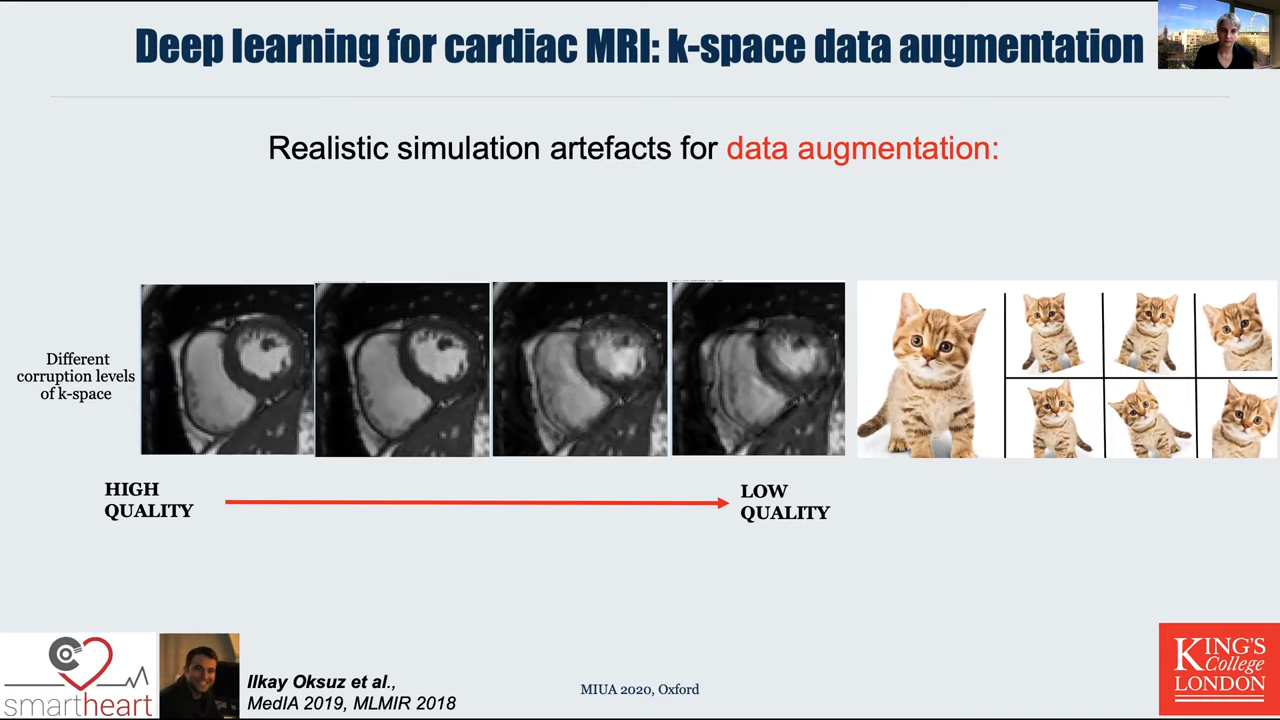 Deep learning for cardiac MRI: k-space data augmentation
Realistic simulation artefacts for data augmentation:
Different
corruption levels
of k-space
HIGH
QUALITY
LOW
QUALITY
smartheart
Ilkay Oksuz et al.,
MedIA 2019, MLMIR 2018
MIUA 2020, Oxford
KING'S
College
LONDON